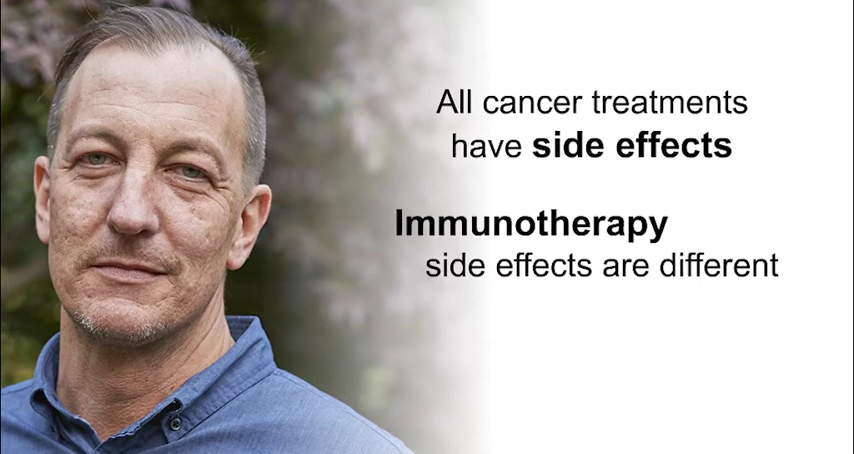 All cancer treatments
have side effects
Immunotherapy
side effects are different